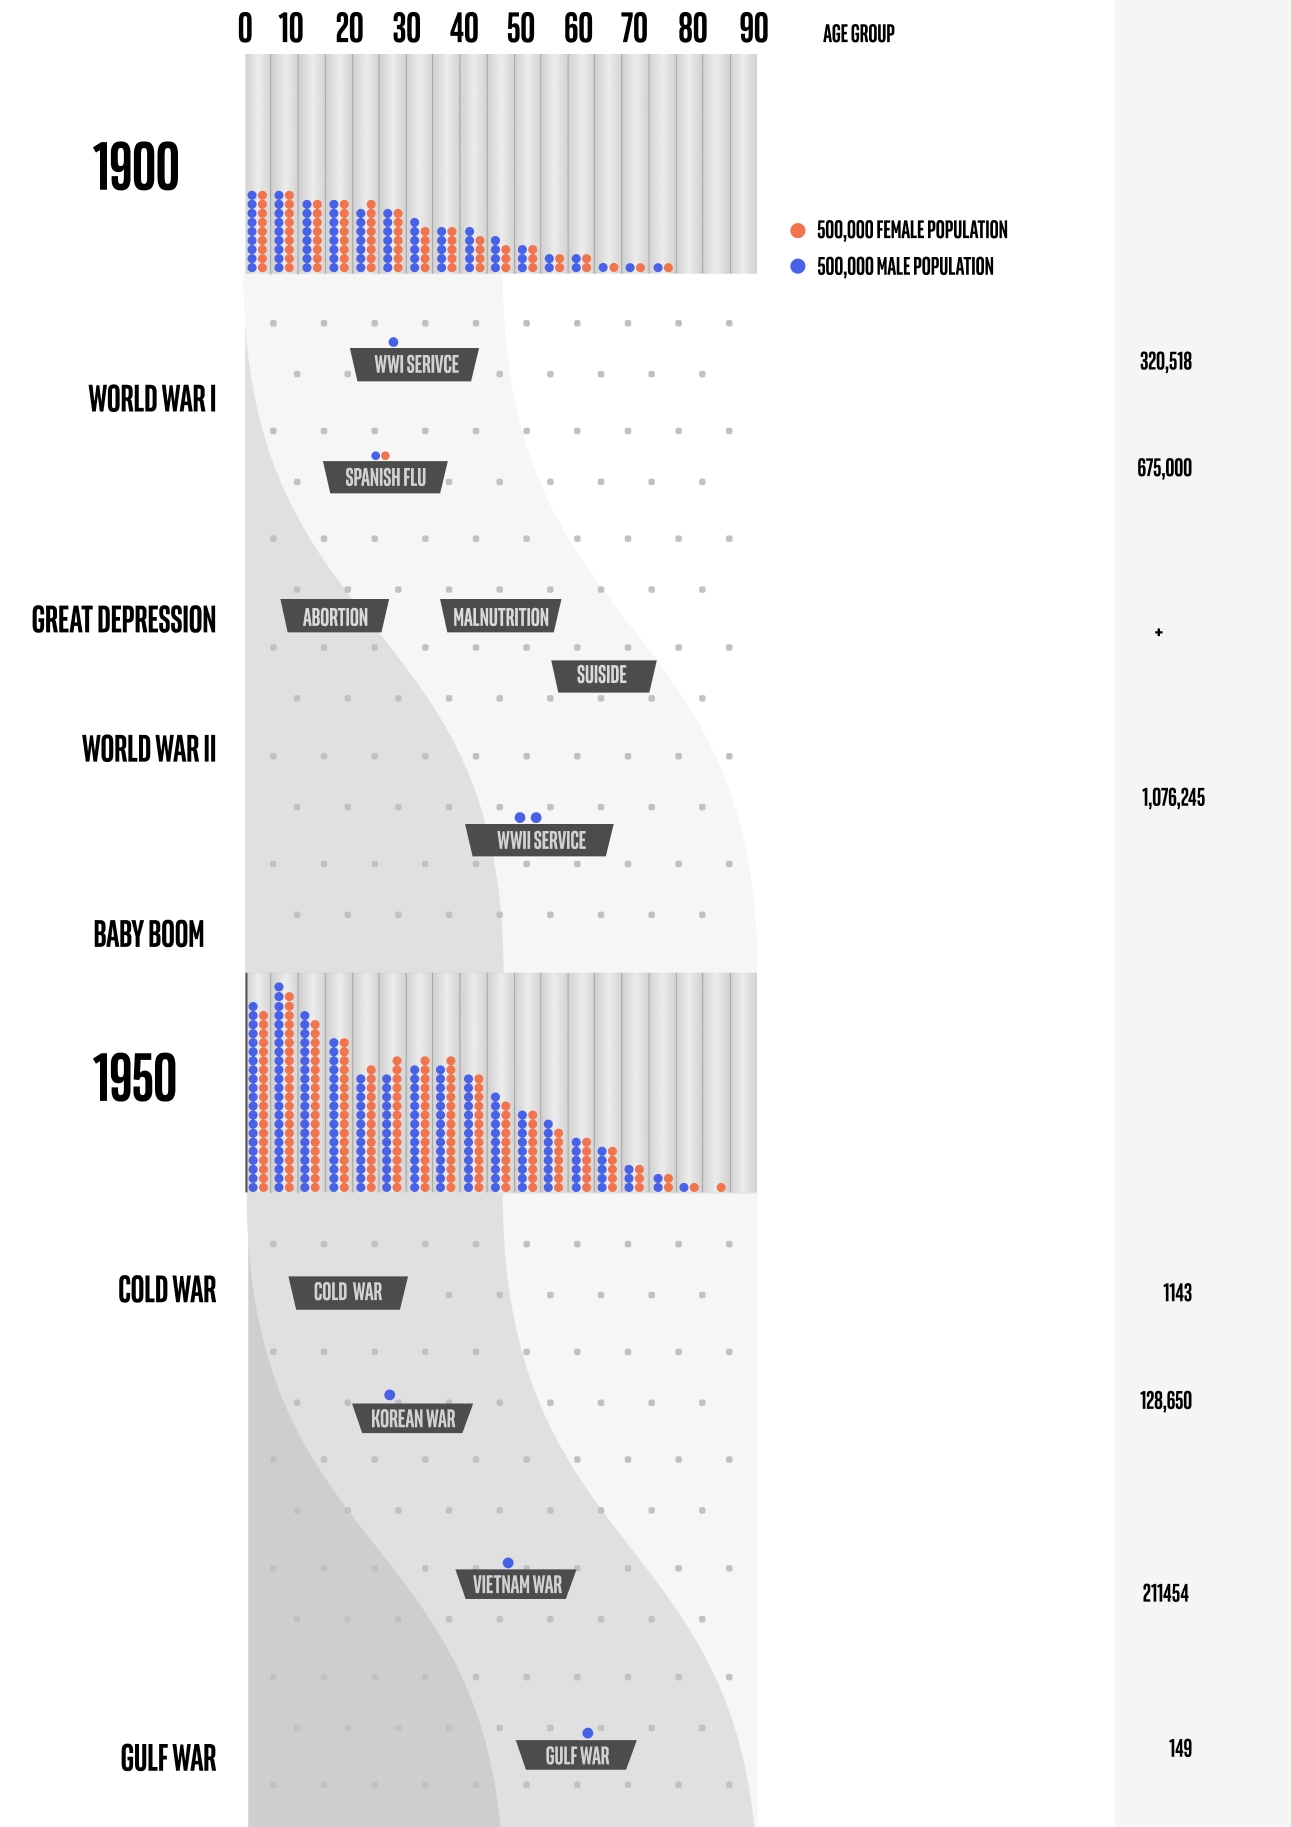 0 10 20 30 40 50 60 70 80 90 AGE GROUP
1900
500,000 FEMALE POPULATION
500,000 MALE POPULATION
WWI SERIVCE
320,518
WORLD WAR I
SPANISH FLU
675,000
GREAT DEPRESSION
ABORTION
MALNUTRITION
+
SUISIDE
WORLD WAR II
1,076,245
WWII SERVICE
BABY BOOM
1950
COLD WAR
COLD WAR
1143
KOREAN WAR
128,650
VIETNAM WAR
211454
GULF WAR
GULF WAR
149